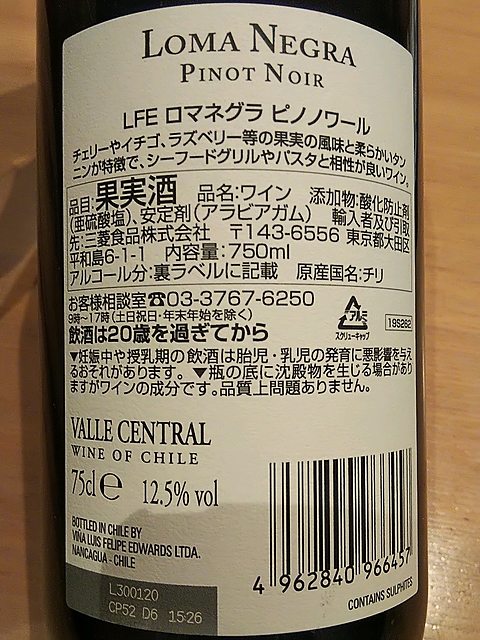 LOMA NEGRA
PINOT NOIR
LFE ロマネグラ ピノノワール
チェリーやイチゴ、ラズベリー等の果実の風味と柔らかいタン
ニンが特徴で、シーフードグリルやパスタと相性が良いワイン。
品目:果実酒 品名:ワイン 添加物:酸化防止剤
(亜硫酸塩)、安定剤(アラビアガム) 輸入者及び引取
先:三菱食品株式会社 〒143-6556 東京都大田区
平和島6-1-1 内容量:750ml
アルコール分:裏ラベルに記載 原産国名:チリ
お客様相談室☎03-3767-6250
9時~17時(土日祝日・年末年始を除く)
飲酒は20歳を過ぎてから
アルミ
スクリューキャップ
19S262
▼妊娠中や授乳期の飲酒は胎児・乳児の発育に悪影響を与え
るおそれがあります。▼瓶の底に沈殿物を生じる場合があり
ますがワインの成分です。品質上問題ありません。
VALLE CENTRAL
WINE OF CHILE
75cl e 12.5% vol
BOTTLED IN CHILE BY
VIÑA LUIS FELIPE EDWARDS LTDA.
NANCAGUA - CHILE
L300120
CPS2 D6 15:26
4 962840 966457
CONTAINS SULPHITES